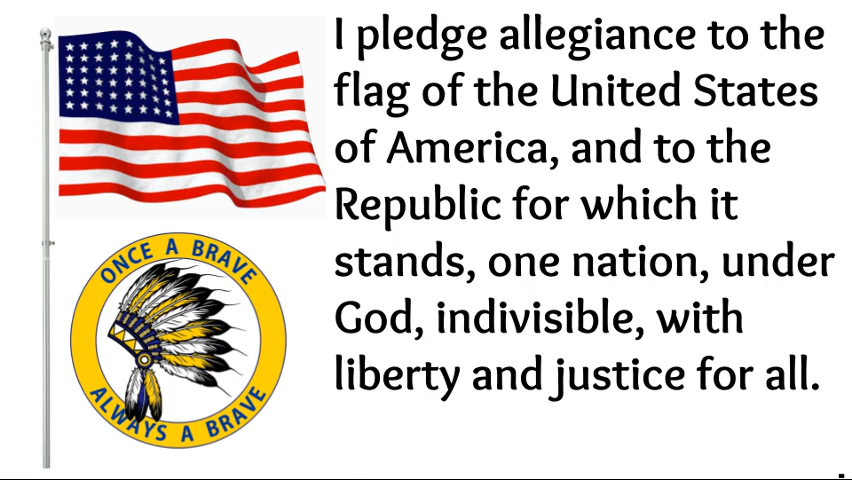 I pledge allegiance to the
flag of the United States
of America, and to the
Republic for which it
stands, one nation, under
God, indivisible, with
liberty and justice for all.
ONCE A BRAVE
ALWAYS A BRAVE